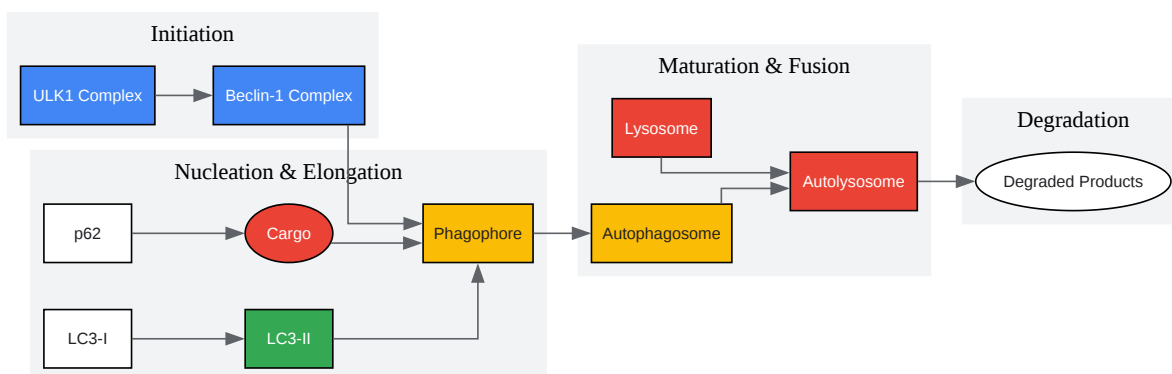 Initiation
ULK1 Complex
Beclin-1 Complex
Nucleation & Elongation
p62
Cargo
Phagophore
LC3-I
LC3-II
Maturation & Fusion
Lysosome
Autolysosome
Autophagosome
Degradation
Degraded Products